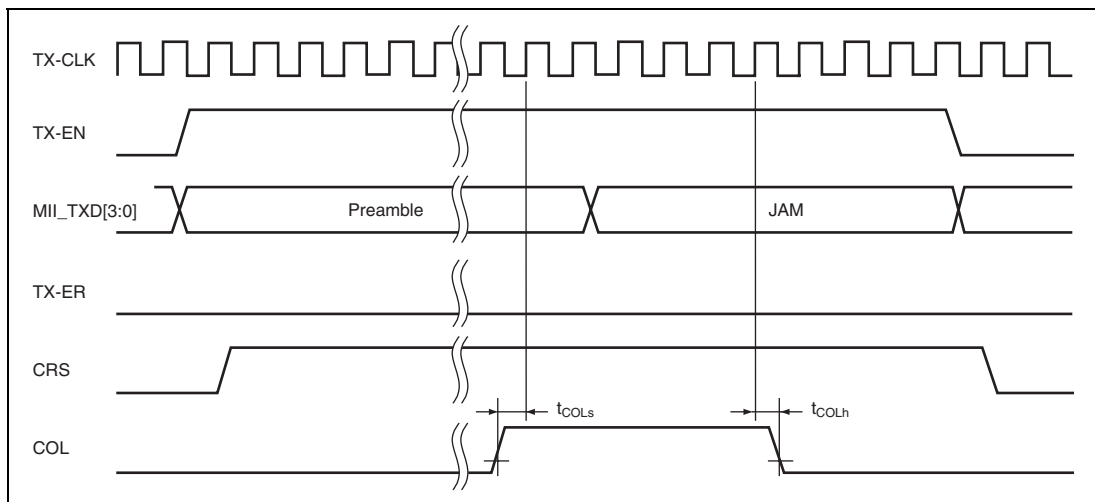 TX-CLK
TX-EN
MII_TXD[3:0]
Preamble
JAM
TX-ER
CRS
tCOLs
tCOLh
COL